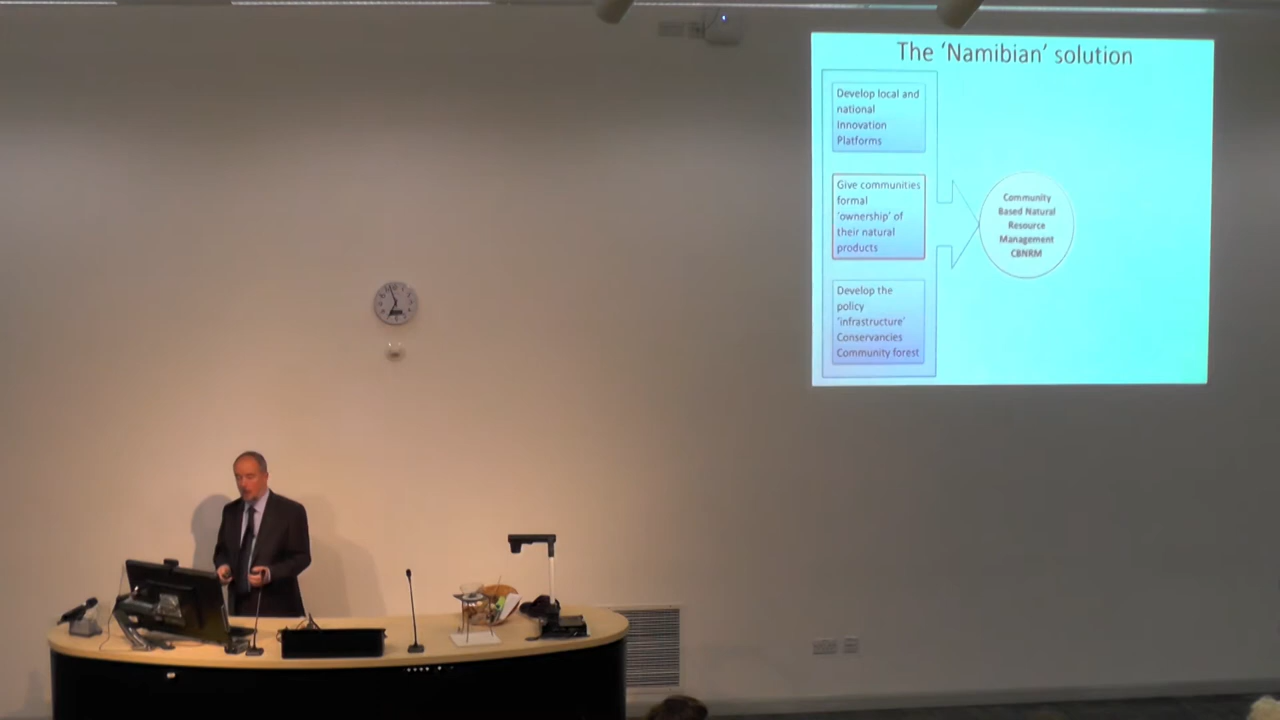 The ‘Namibian’ solution
Develop local and
national
Innovation
Platforms
Give communities
formal
‘ownership’ of
their natural
products
Develop the
policy
‘infrastructure’
Conservancies
Community forest
Community
Based Natural
Resource
Management
CBNRM